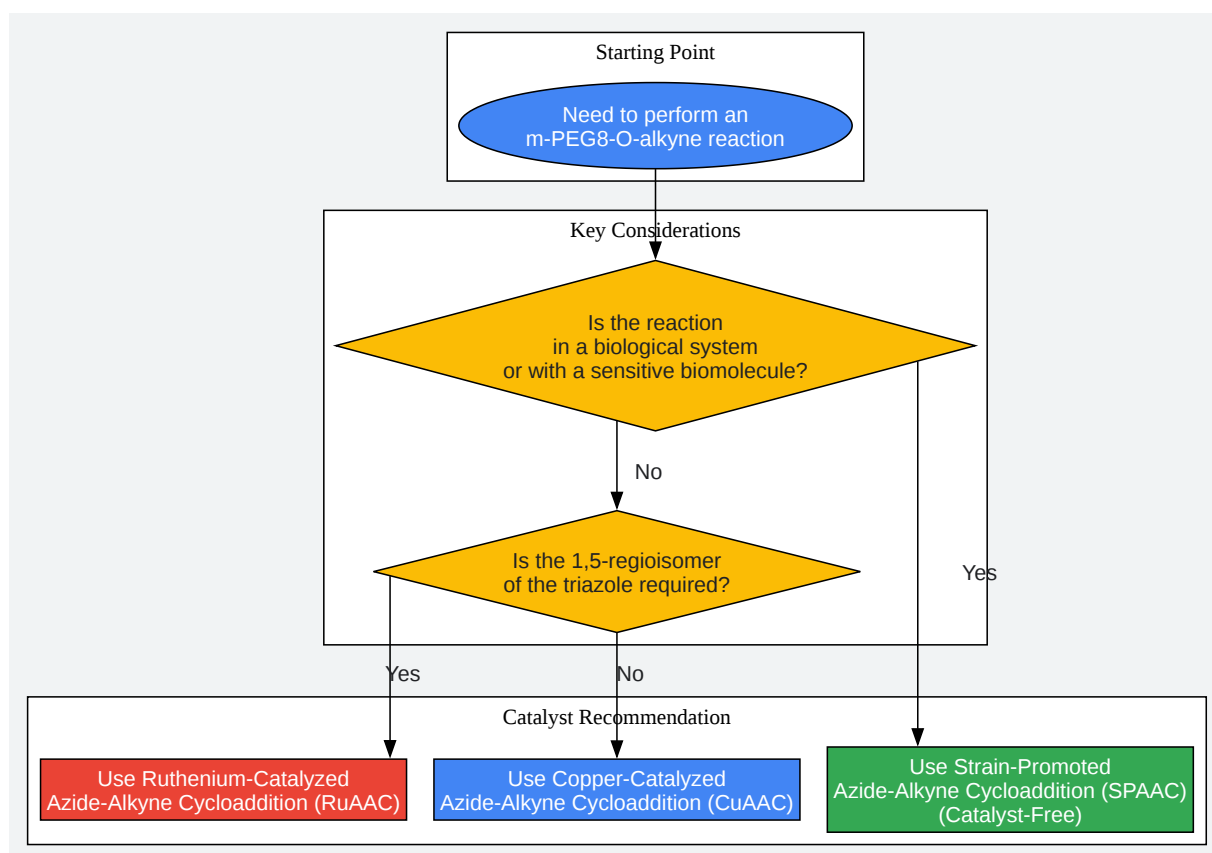 Starting Point
Need to perform an
m-PEG8-O-alkyne reaction
Key Considerations
Is the reaction
in a biological system
or with a sensitive biomolecule?
No
Is the 1,5-regioisomer
of the triazole required?
Yes
Yes
No
Catalyst Recommendation
Use Ruthenium-Catalyzed
Azide-Alkyne Cycloaddition (RuAAC)
Use Copper-Catalyzed
Azide-Alkyne Cycloaddition (CuAAC)
Use Strain-Promoted
Azide-Alkyne Cycloaddition (SPAAC)
(Catalyst-Free)